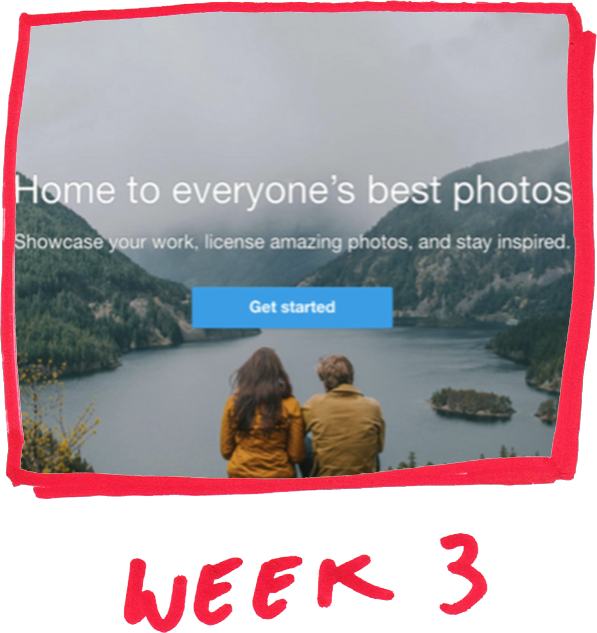 Home to everyone's best photos
Showcase your work, license amazing photos, and stay inspired.
Get started
WEEK 3